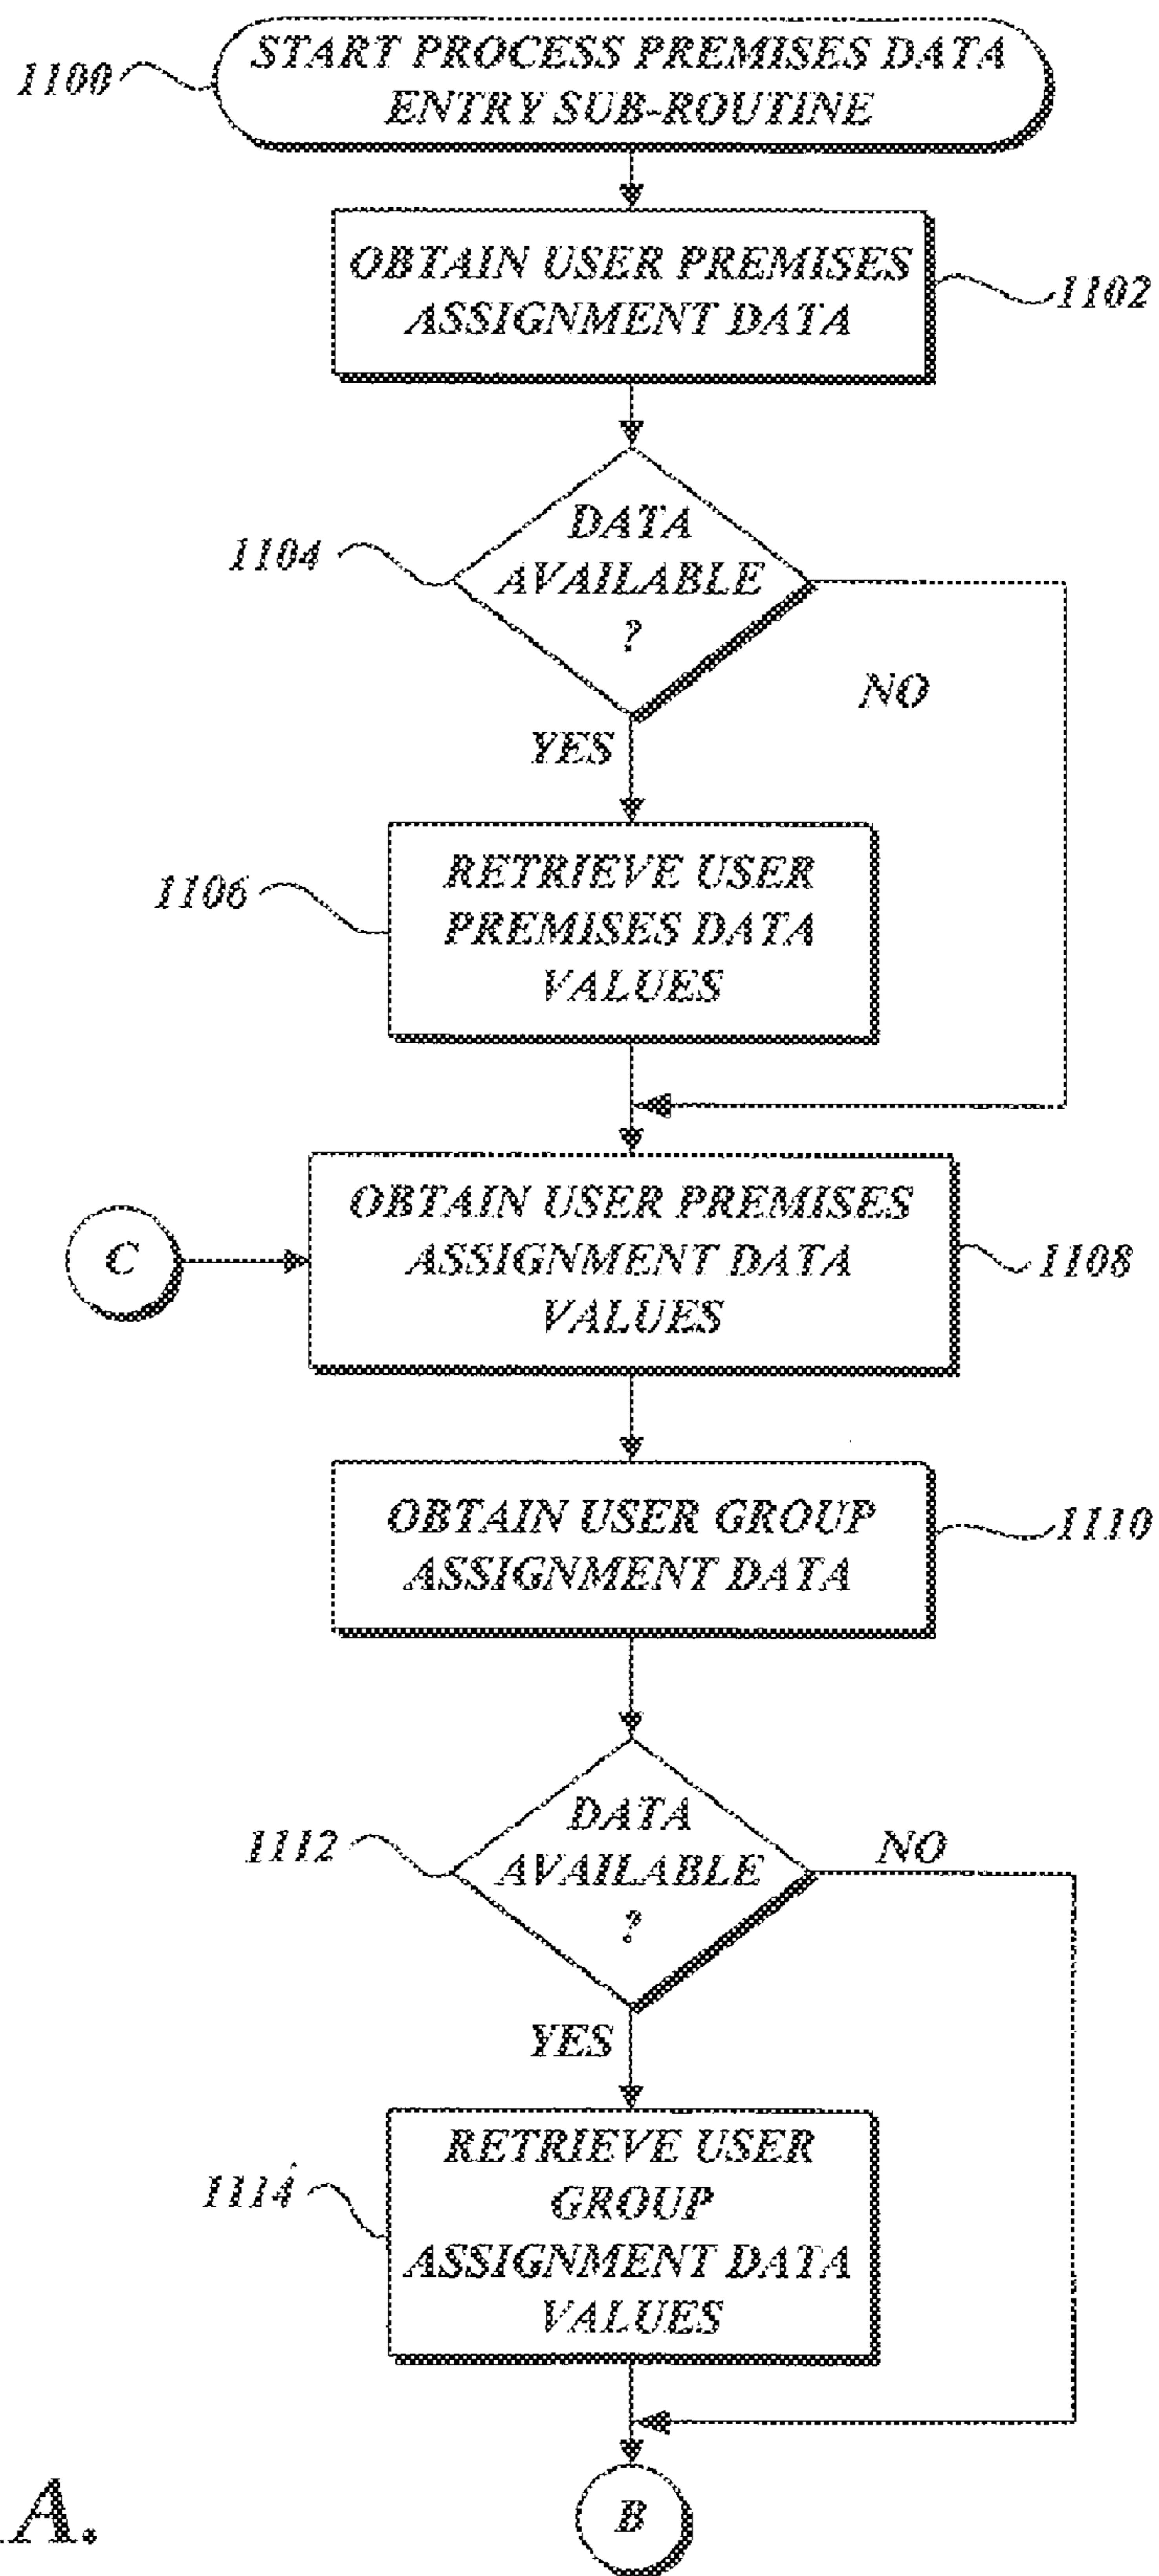 1100
START PROCESS PREMISES DATA
ENTRY SUB-ROUTINE
OBTAIN USER PREMISES
ASSIGNMENT DATA
1102
1104
DATA
AVAILABLE
?
NO
YES
1106
RETRIEVE USER
PREMISES DATA
VALUES
C
OBTAIN USER PREMISES
ASSIGNMENT DATA
VALUES
1108
OBTAIN USER GROUP
ASSIGNMENT DATA
1110
1112
DATA
AVAILABLE
?
NO
YES
1114
RETRIEVE USER
GROUP
ASSIGNMENT DATA
VALUES
B
A.